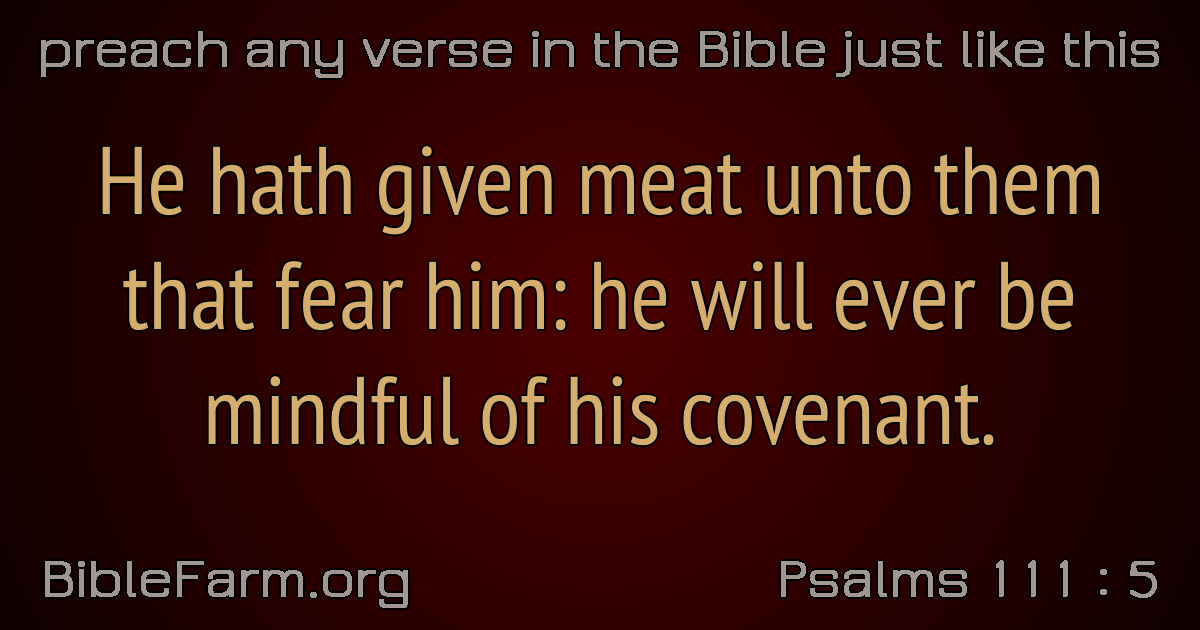 preach any verse in the Bible just like this
He hath given meat unto them
that fear him: he will ever be
mindful of his covenant.
BibleFarm.org
Psalms 111 : 5